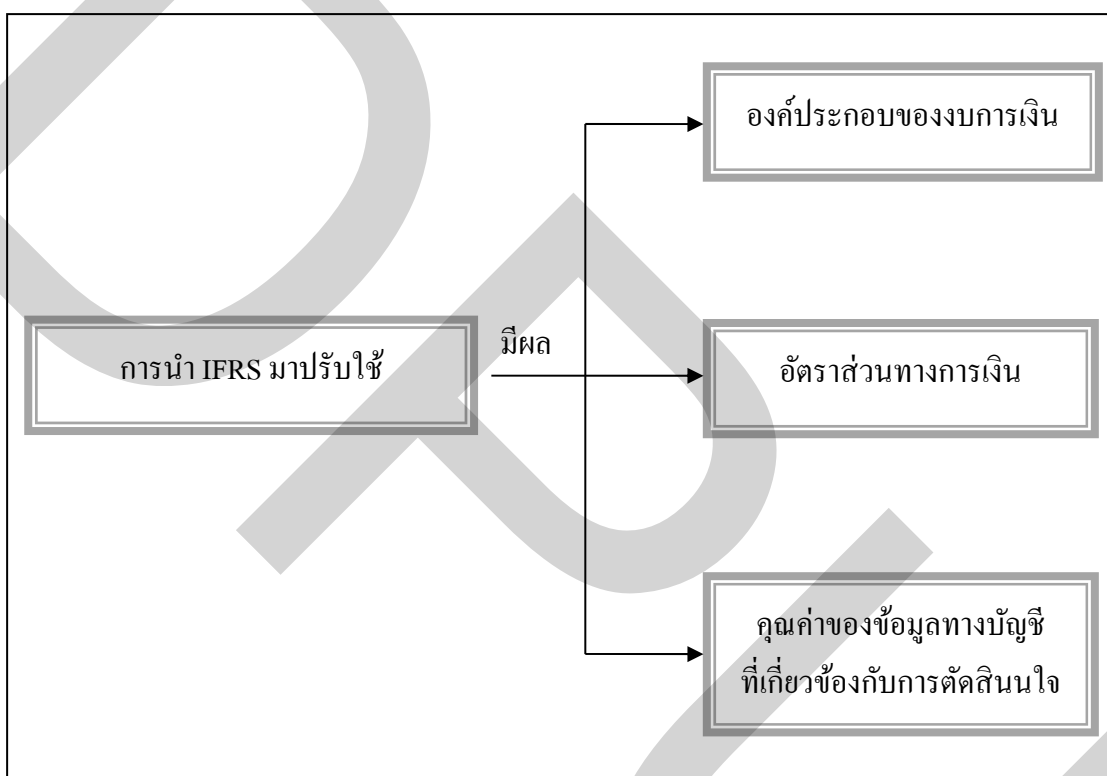 องค์ประกอบของงบการเงิน
มีผล
การนำ IFRS มาปรับใช้
อัตราส่วนทางการเงิน
คุณค่าของข้อมูลทางบัญชี
ที่เกี่ยวข้องกับการตัดสินนใจ